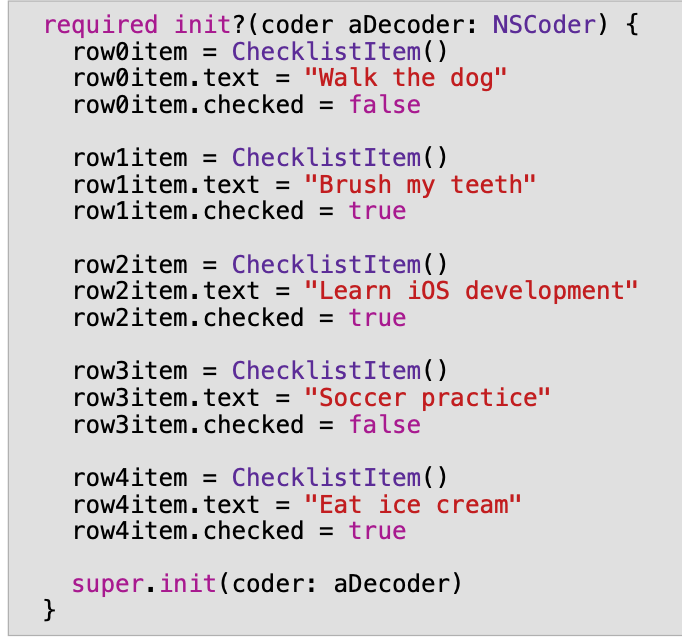 required init?(coder aDecoder: NSCoder) {
  row0item = ChecklistItem()
  row0item.text = "Walk the dog"
  row0item.checked = false

  row1item = ChecklistItem()
  row1item.text = "Brush my teeth"
  row1item.checked = true

  row2item = ChecklistItem()
  row2item.text = "Learn iOS development"
  row2item.checked = true

  row3item = ChecklistItem()
  row3item.text = "Soccer practice"
  row3item.checked = false

  row4item = ChecklistItem()
  row4item.text = "Eat ice cream"
  row4item.checked = true

  super.init(coder: aDecoder)
}